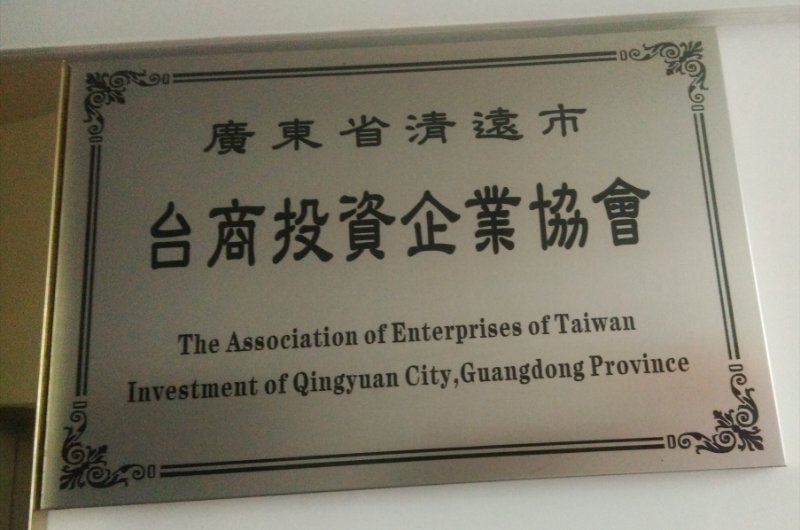 廣東省清遠市
台商投資企業協會
The Association of Enterprises of Taiwan
Investment of Qingyuan City,Guangdong Province